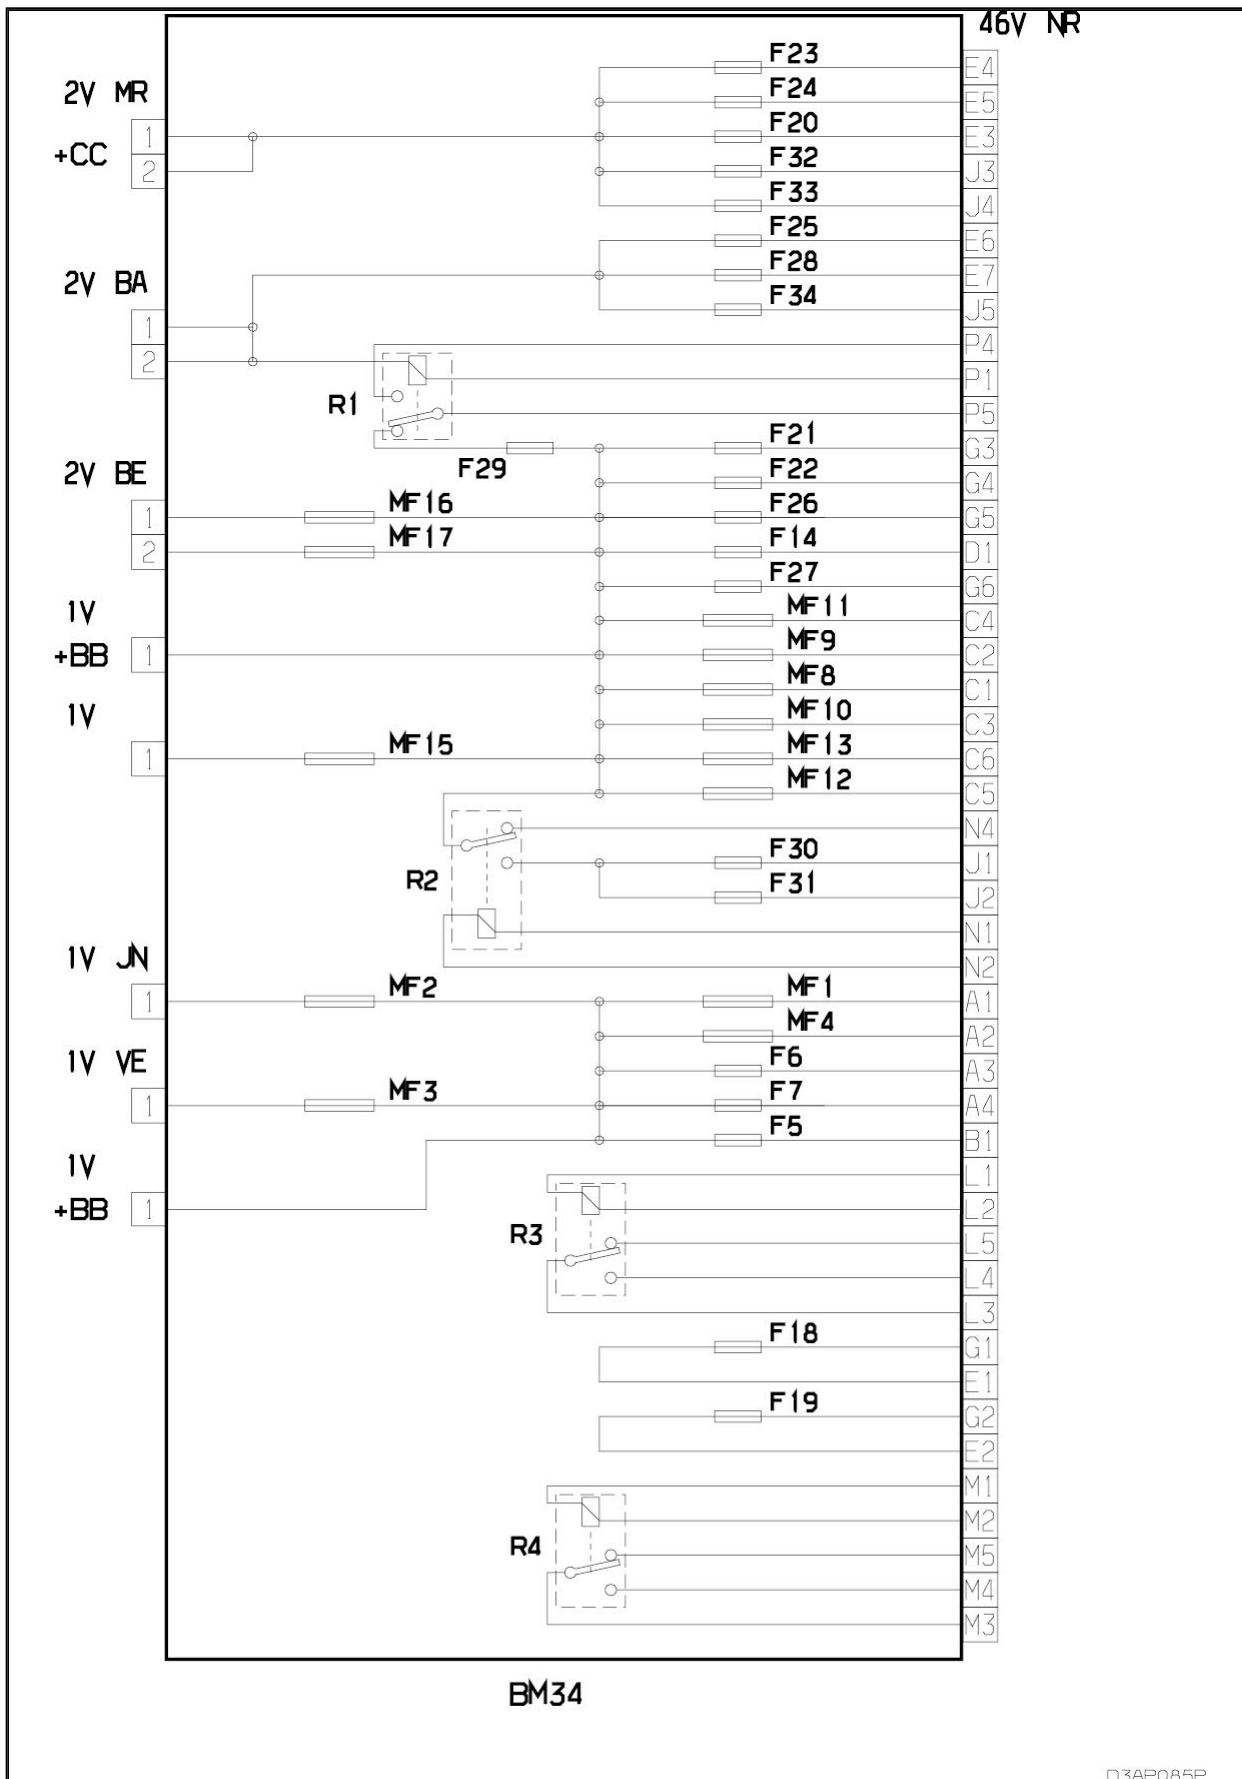 46V NR
F23
E4
F24
E5
2V MR
F20
1
E3
+CC
F32
2
J3
F33
J4
F25
E6
2V BA
F28
E7
F34
J5
1
P4
2
P1
R1
P5
F21
G3
F29
2V BE
F22
G4
MF16
F26
1
G5
MF17
F14
2
D1
F27
G6
1V
MF11
C4
+BB
1
MF9
C2
MF8
C1
1V
MF10
C3
MF15
MF13
1
C6
MF12
C5
N4
F30
J1
R2
F31
J2
N1
1V JN
N2
MF2
MF1
1
A1
MF4
A2
1V VE
F6
A3
MF3
F7
1
A4
F5
B1
1V
L1
+BB
1
L2
R3
L5
L4
L3
F18
G1
E1
F19
G2
E2
M1
M2
R4
M5
M4
M3
BM34
D3AP085P